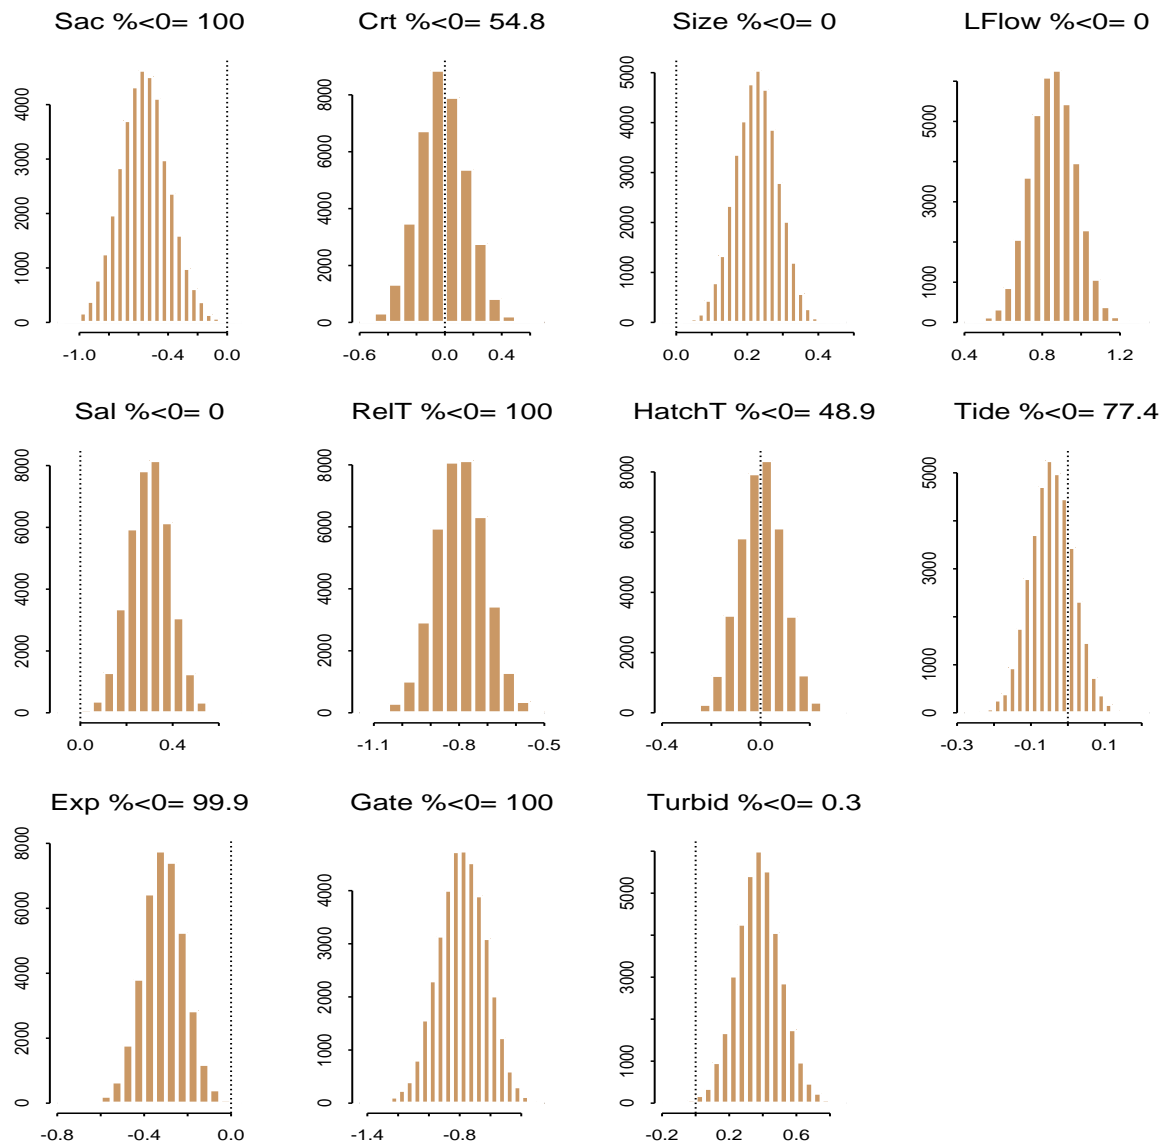 Sac %<0= 100
0 1000 2000 3000 4000
-1.0 -0.4 0.0
Crt %<0= 54.8
0 2000 4000 6000 8000
-0.6 0.0 0.4
Size %<0= 0
0 1000 2000 3000 4000 5000
0.0 0.2 0.4
LFlow %<0= 0
0 1000 3000 5000
0.4 0.8 1.2
Sal %<0= 0
0 2000 4000 6000 8000
0.0 0.4
RelT %<0= 100
0 2000 4000 6000 8000
-1.1 -0.8 -0.5
HatchT %<0= 48.9
0 2000 4000 6000 8000
-0.4 0.0
Tide %<0= 77.4
0 1000 3000 5000
-0.3 -0.1 0.1
Exp %<0= 99.9
0 2000 4000 6000 8000
-0.8 -0.4 0.0
Gate %<0= 100
0 1000 2000 3000 4000
-1.4 -0.8
Turbid %<0= 0.3
0 1000 3000 5000
-0.2 0.2 0.6